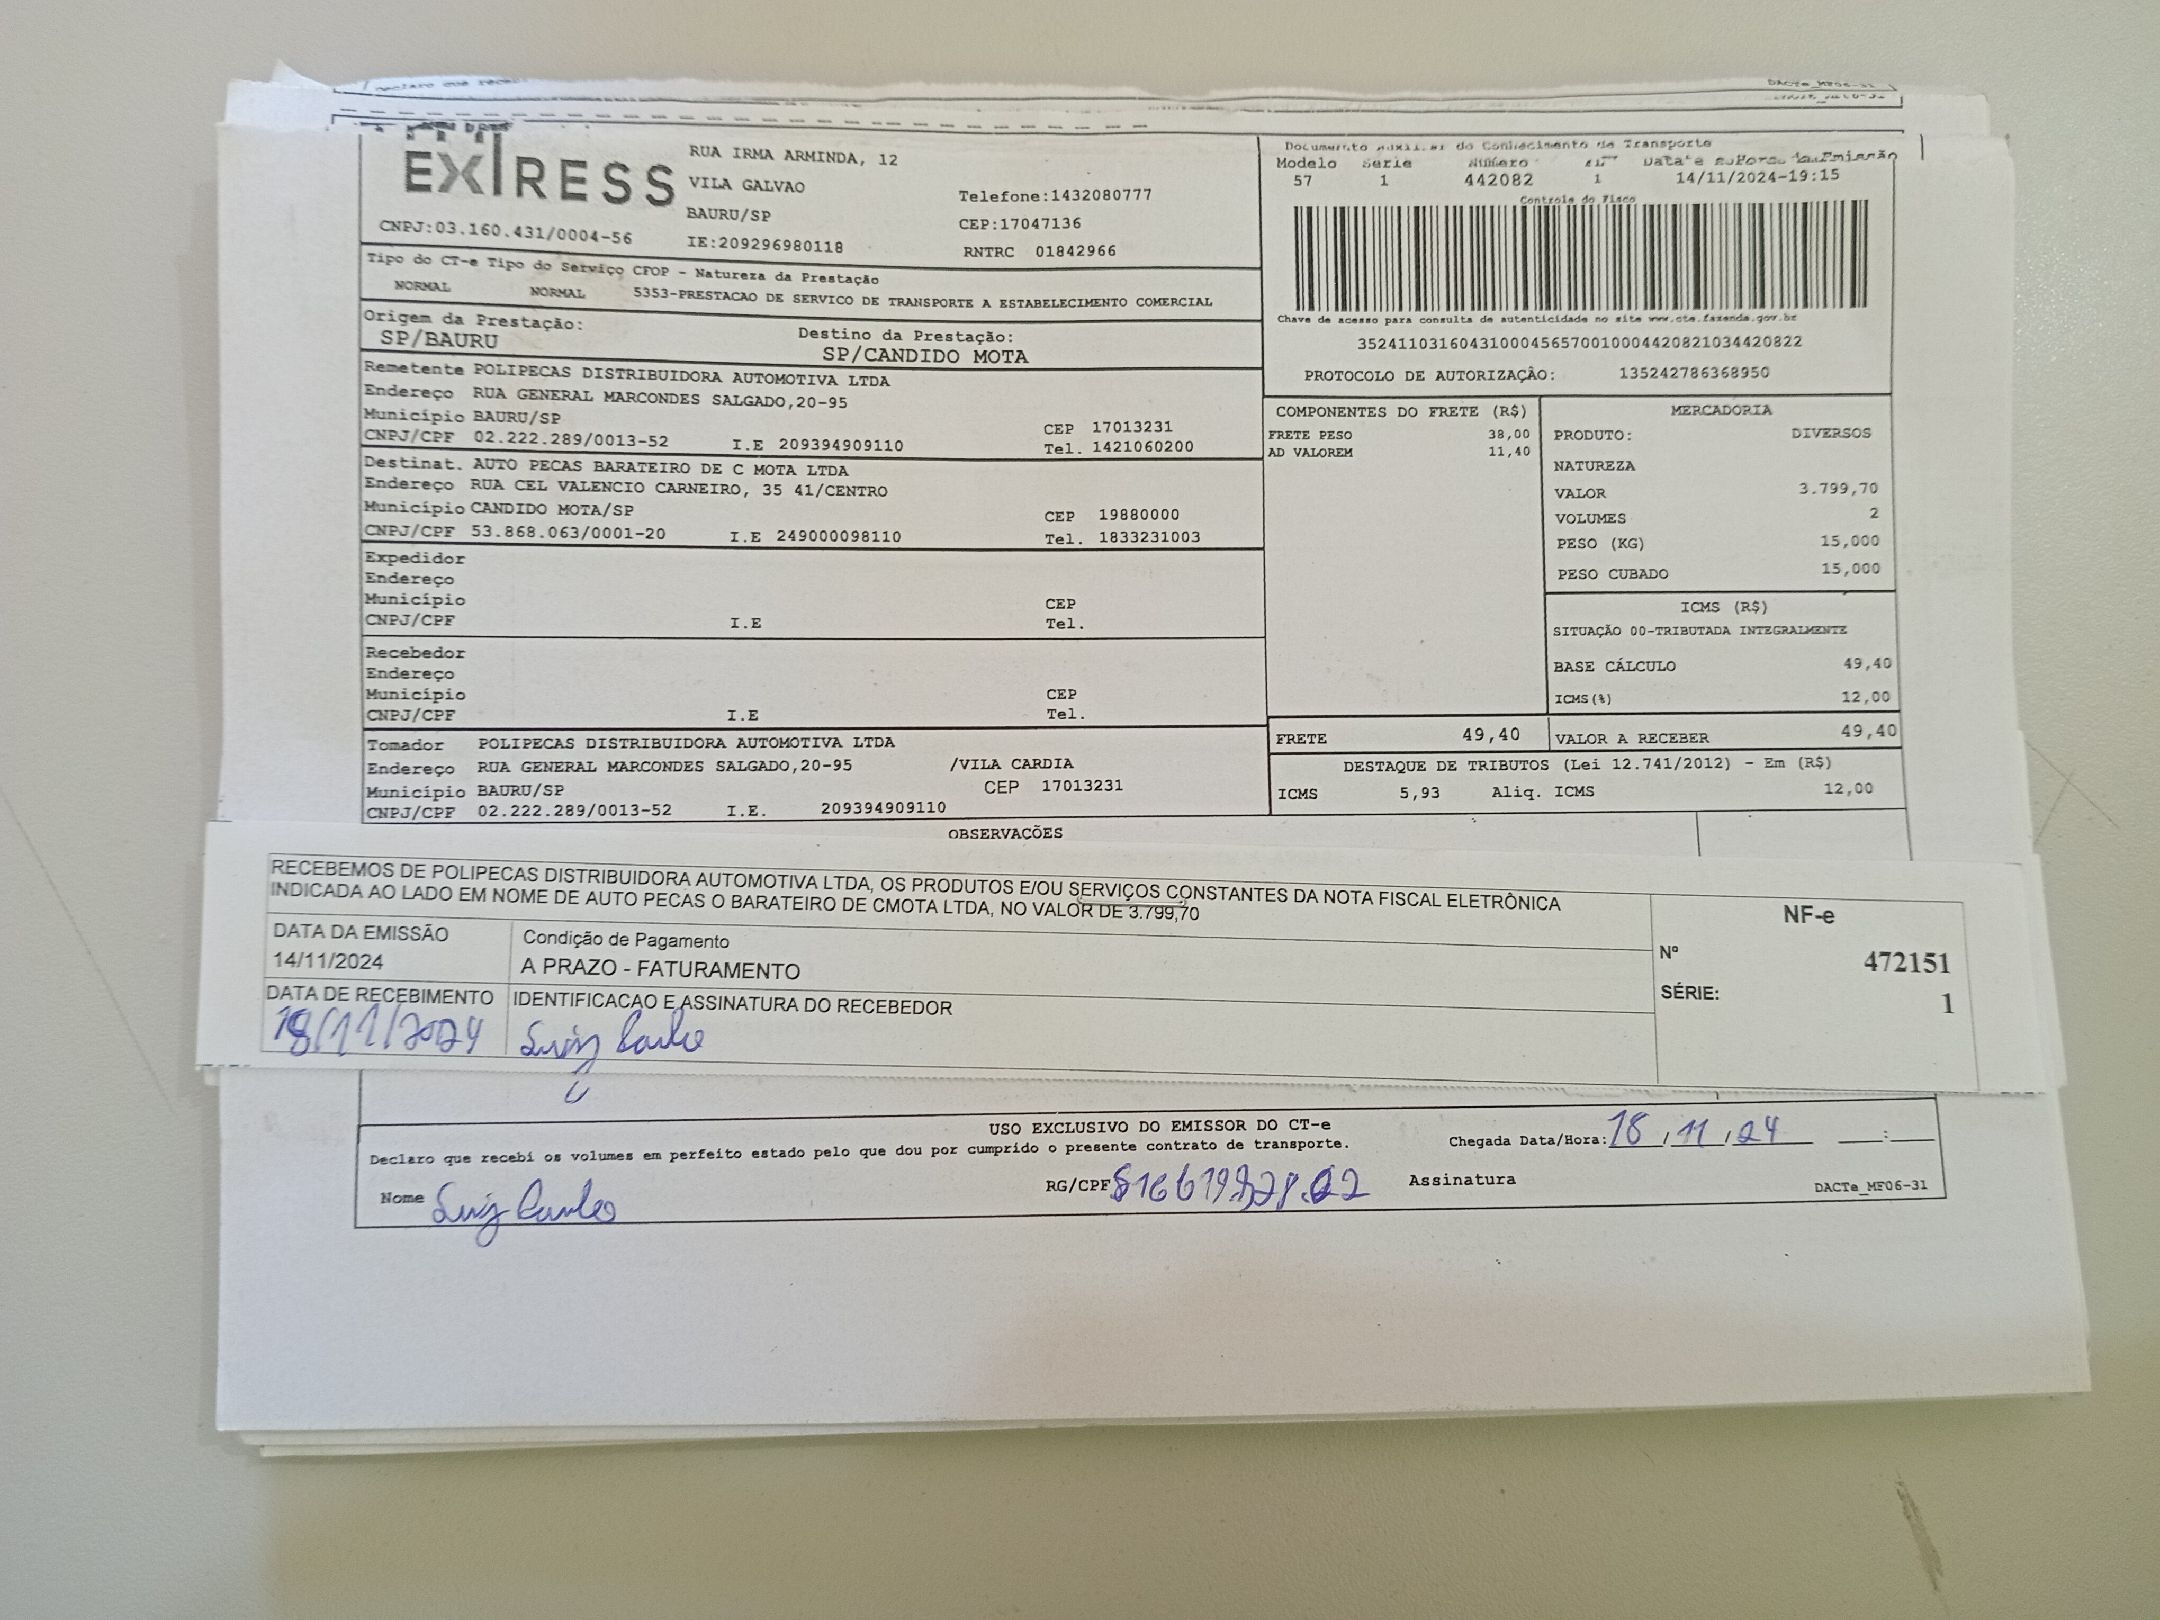 EXTRESS
RUA IRMA ARMINDA, 12
VILA GALVAO
BAURU/SP
Telefone:1432080777
CEP:17047136
CNPJ:03.160.431/0004-56
IE:209296980118
RNTRC 01842966
Documento Auxiliar do Conhecimento de Transporte
Modelo Serie Número Data e Hora da Emissão
57 1 442082 1 14/11/2024-19:15
Controle do Fisco
Chave de acesso para consulta de autenticidade no site www.cte.fazenda.gov.br
35241103160431000456570010004420821034420822
PROTOCOLO DE AUTORIZAÇÃO: 135242786368950
Tipo do CT-e Tipo do Serviço CFOP - Natureza da Prestação
NORMAL NORMAL 5353-PRESTACAO DE SERVICO DE TRANSPORTE A ESTABELECIMENTO COMERCIAL
Origem da Prestação: Destino da Prestação:
SP/BAURU SP/CANDIDO MOTA
Remetente POLIPECAS DISTRIBUIDORA AUTOMOTIVA LTDA
Endereço RUA GENERAL MARCONDES SALGADO,20-95
Município BAURU/SP CEP 17013231
CNPJ/CPF 02.222.289/0013-52 I.E 209394909110 Tel. 1421060200
Destinat. AUTO PECAS BARATEIRO DE C MOTA LTDA
Endereço RUA CEL VALENCIO CARNEIRO, 35 41/CENTRO
Município CANDIDO MOTA/SP CEP 19880000
CNPJ/CPF 53.868.063/0001-20 I.E 249000098110 Tel. 1833231003
Expedidor
Endereço
Município CEP
CNPJ/CPF I.E Tel.
Recebedor
Endereço
Município CEP
CNPJ/CPF I.E Tel.
Tomador POLIPECAS DISTRIBUIDORA AUTOMOTIVA LTDA
Endereço RUA GENERAL MARCONDES SALGADO,20-95 /VILA CARDIA
Município BAURU/SP CEP 17013231
CNPJ/CPF 02.222.289/0013-52 I.E. 209394909110
COMPONENTES DO FRETE (R$)
FRETE PESO 38,00
AD VALOREM 11,40
MERCADORIA
PRODUTO: DIVERSOS
NATUREZA
VALOR 3.799,70
VOLUMES 2
PESO (KG) 15,000
PESO CUBADO 15,000
ICMS (R$)
SITUAÇÃO 00-TRIBUTADA INTEGRALMENTE
BASE CÁLCULO 49,40
ICMS(%) 12,00
FRETE 49,40 VALOR A RECEBER 49,40
DESTAQUE DE TRIBUTOS (Lei 12.741/2012) - Em (R$)
ICMS 5,93 Aliq. ICMS 12,00
OBSERVAÇÕES
RECEBEMOS DE POLIPECAS DISTRIBUIDORA AUTOMOTIVA LTDA, OS PRODUTOS E/OU SERVIÇOS CONSTANTES DA NOTA FISCAL ELETRÔNICA
INDICADA AO LADO EM NOME DE AUTO PECAS O BARATEIRO DE CMOTA LTDA, NO VALOR DE 3.799,70
DATA DA EMISSÃO Condição de Pagamento
14/11/2024 A PRAZO - FATURAMENTO
DATA DE RECEBIMENTO IDENTIFICACAO E ASSINATURA DO RECEBEDOR
18/11/2024 Luiz Paulo
NF-e
Nº 472151
SÉRIE: 1
USO EXCLUSIVO DO EMISSOR DO CT-e
Declaro que recebi os volumes em perfeito estado pelo que dou por cumprido o presente contrato de transporte.
Chegada Data/Hora: 18/11/24 :
Nome Luiz Paulo RG/CPF Assinatura
DACTe_MF06-31